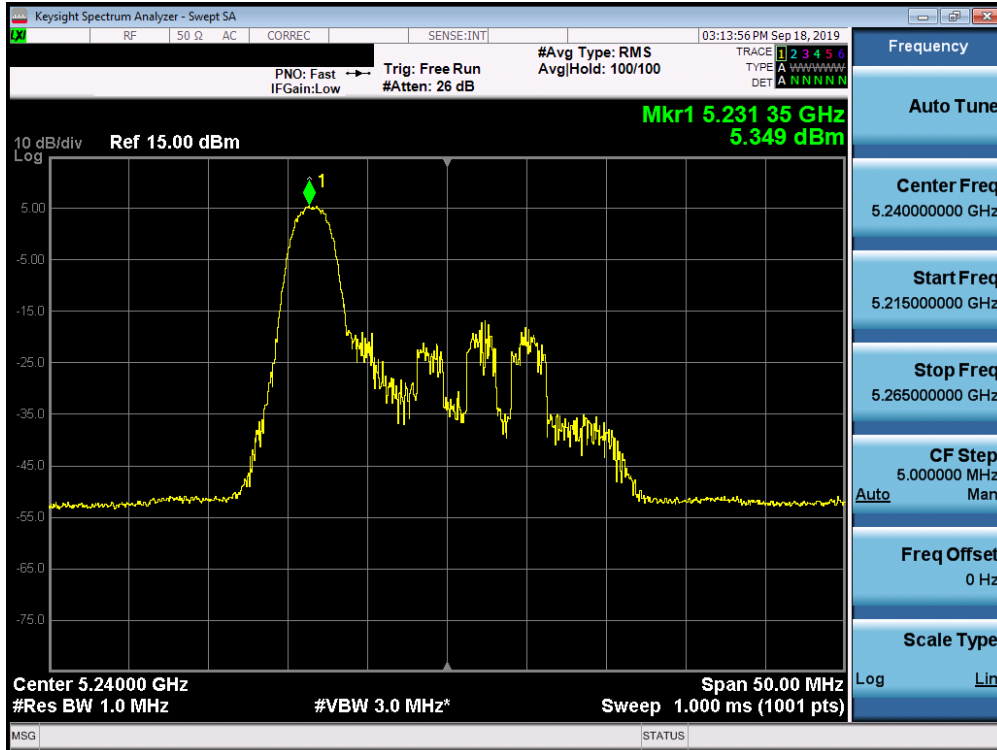 Keysight Spectrum Analyzer - Swept SA
LXI RF 50 Ω AC CORREC SENSE:INT 03:13:56 PM Sep 18, 2019
PNO: Fast
IFGain:Low
Trig: Free Run
#Atten: 26 dB
#Avg Type: RMS
Avg|Hold: 100/100
TRACE 1 2 3 4 5 6
TYPE A WWWWW
DET A N N N N N
Mkr1 5.231 35 GHz
5.349 dBm
10 dB/div Ref 15.00 dBm
Log
1
5.00
-5.00
-15.0
-25.0
-35.0
-45.0
-55.0
-65.0
-75.0
Center 5.24000 GHz Span 50.00 MHz
#Res BW 1.0 MHz #VBW 3.0 MHz* Sweep 1.000 ms (1001 pts)
MSG STATUS
Frequency
Auto Tune
Center Freq
5.240000000 GHz
Start Freq
5.215000000 GHz
Stop Freq
5.265000000 GHz
CF Step
5.000000 MHz
Auto Man
Freq Offset
0 Hz
Scale Type
Log Lin